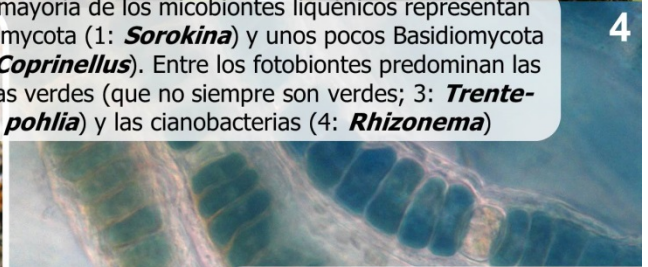 mayoría de los micobiontes liquénicos representan
mycota (1: Sorokina) y unos pocos Basidiomycota
Coprinellus). Entre los fotobiontes predominan las
as verdes (que no siempre son verdes; 3: Trente-
pohlia) y las cianobacterias (4: Rhizonema)
4